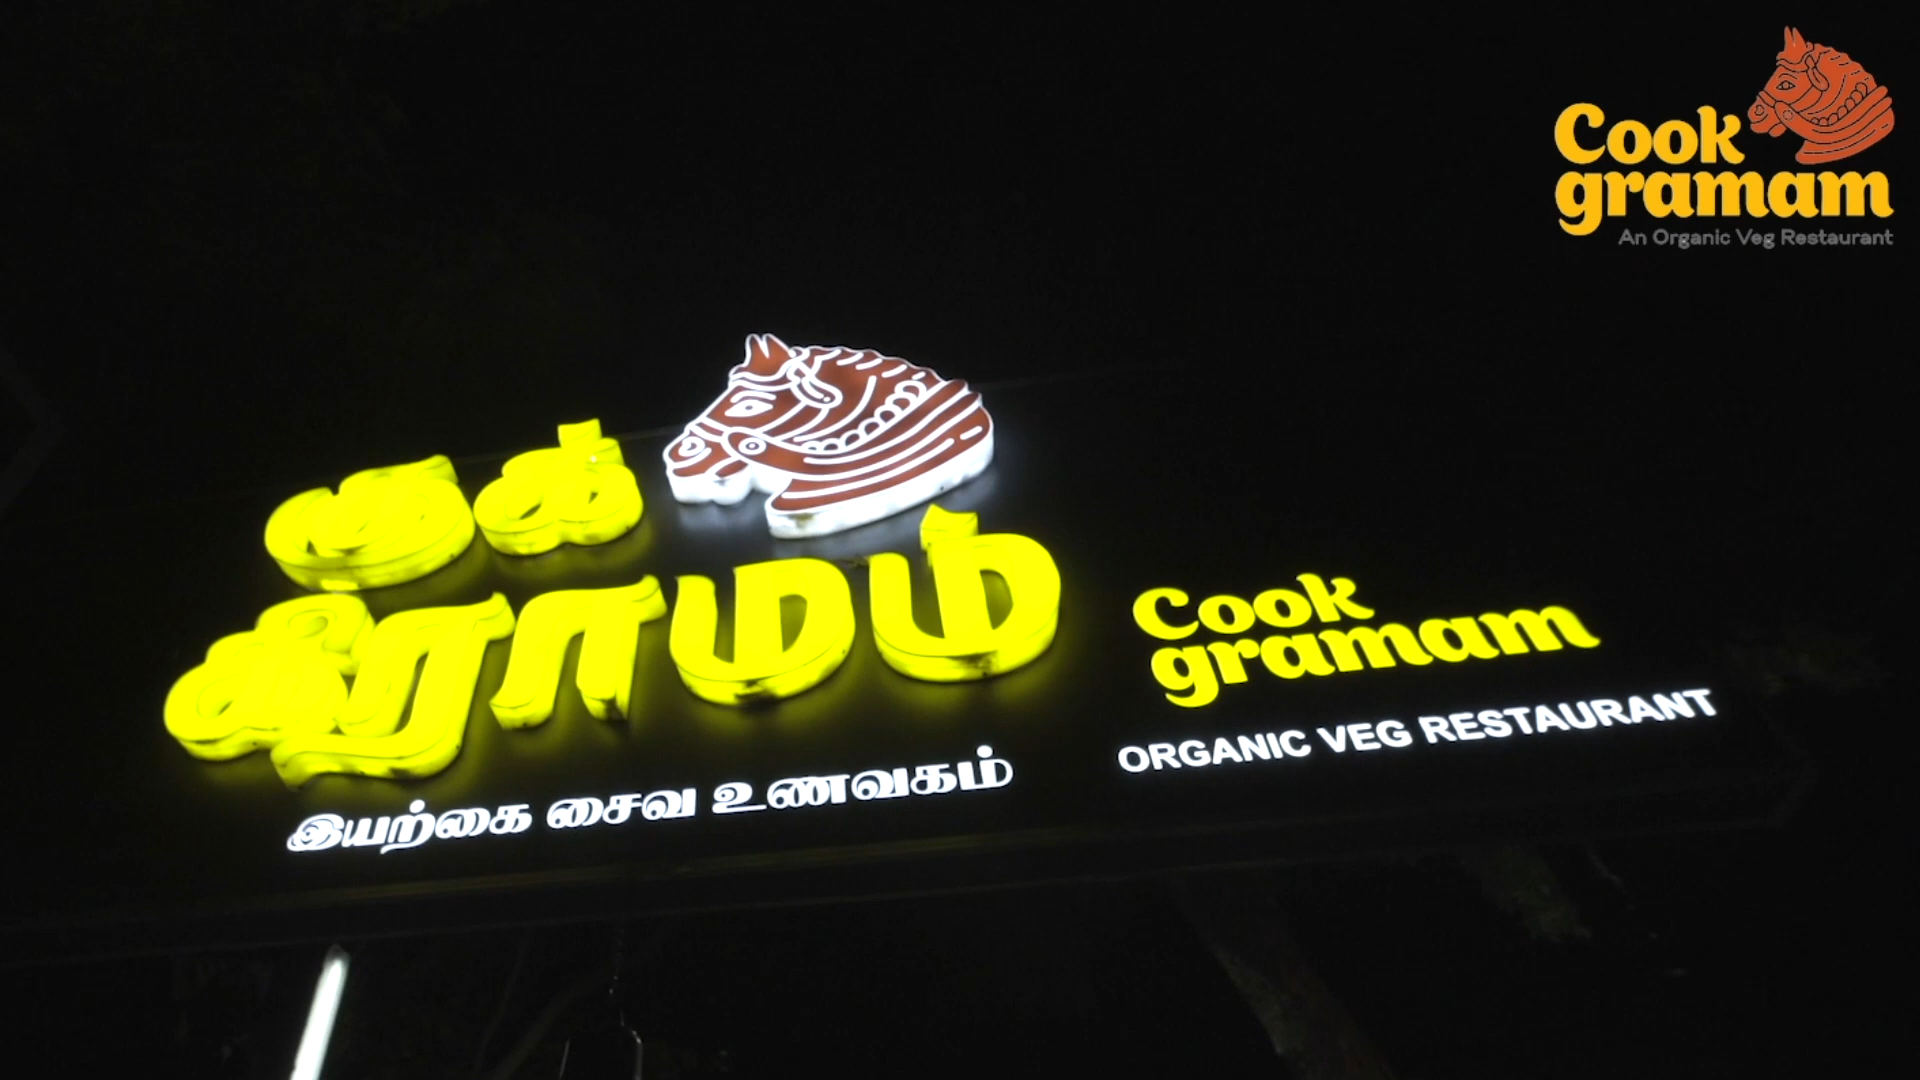 Cook
gramam
An Organic Veg Restaurant
குக்
கிராமம்
இயற்கை சைவ உணவகம்
Cook
gramam
ORGANIC VEG RESTAURANT